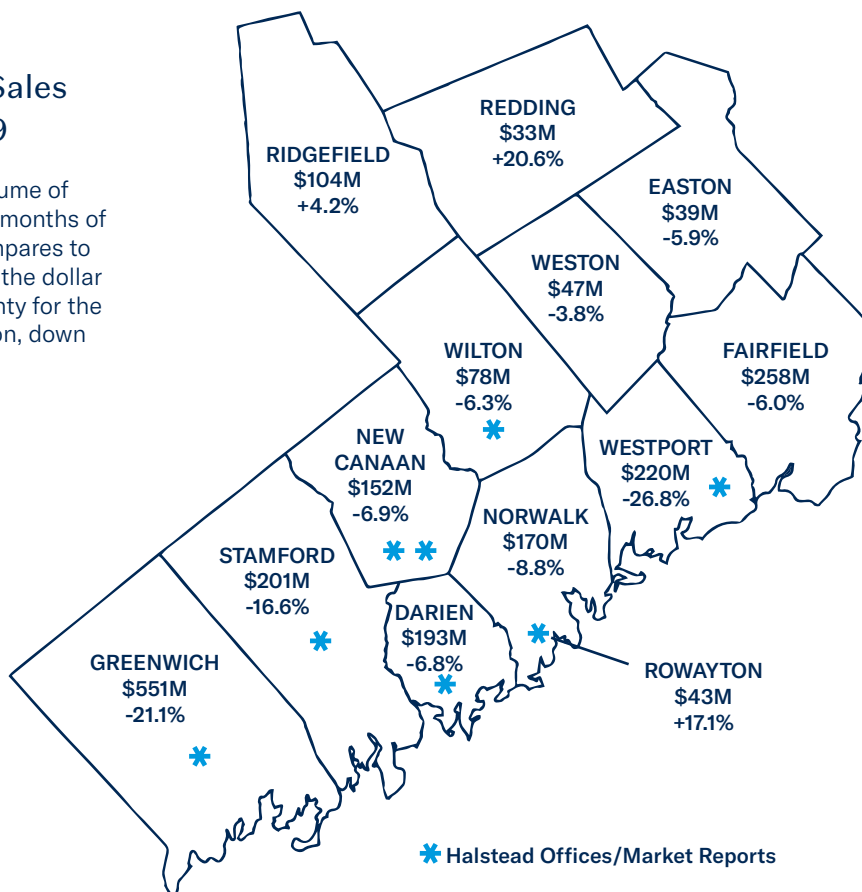 Sales
9
ume of
months of
mpares to
the dollar
nty for the
on, down
RIDGEFIELD
$104M
+4.2%
REDDING
$33M
+20.6%
EASTON
$39M
-5.9%
WESTON
$47M
-3.8%
WILTON
$78M
-6.3%
FAIRFIELD
$258M
-6.0%
NEW
CANAAN
$152M
-6.9%
WESTPORT
$220M
-26.8%
NORWALK
$170M
-8.8%
STAMFORD
$201M
-16.6%
DARIEN
$193M
-6.8%
GREENWICH
$551M
-21.1%
ROWAYTON
$43M
+17.1%
Halstead Offices/Market Reports